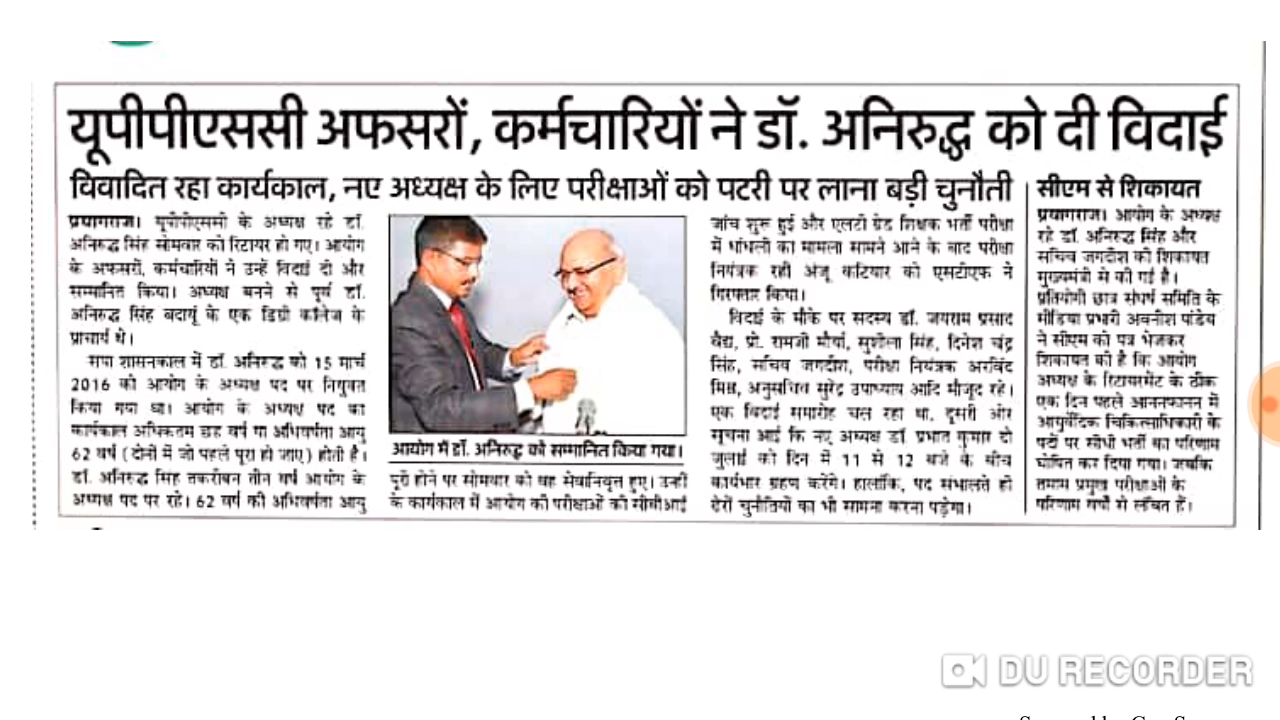 यूपीपीएससी अफसरों, कर्मचारियों ने डॉ. अनिरुद्ध को दी विदाई
विवादित रहा कार्यकाल, नए अध्यक्ष के लिए परीक्षाओं को पटरी पर लाना बड़ी चुनौती
प्रयागराज। यूपीपीएससी के अध्यक्ष रहे डॉ.
अनिरुद्ध सिंह सोमवार को रिटायर हो गए। आयोग
के अफसरों, कर्मचारियों ने उन्हें विदाई दी और
सम्मानित किया। अध्यक्ष बनने से पूर्व डॉ.
अनिरुद्ध सिंह बदायूं के एक डिग्री कॉलेज के
प्राचार्य थे।
सपा शासनकाल में डॉ. अनिरुद्ध को 15 मार्च
2016 को आयोग के अध्यक्ष पद पर नियुक्त
किया गया था। आयोग के अध्यक्ष पद का
कार्यकाल अधिकतम छह वर्ष या अधिवर्षता आयु
62 वर्ष (दोनों में जो पहले पूरा हो जाए) होती है।
डॉ. अनिरुद्ध सिंह तकरीबन तीन वर्ष आयोग के
अध्यक्ष पद पर रहे। 62 वर्ष की अधिवर्षता आयु
आयोग में डॉ. अनिरुद्ध को सम्मानित किया गया।
पूरी होने पर सोमवार को वह सेवानिवृत्त हुए। उन्हीं
के कार्यकाल में आयोग की परीक्षाओं की सीबीआई
जांच शुरू हुई और एलटी ग्रेड शिक्षक भर्ती परीक्षा
में धांधली का मामला सामने आने के बाद परीक्षा
नियंत्रक रही अंजू कटियार को एसटीएफ ने
गिरफ्तार किया।
विदाई के मौके पर सदस्य डॉ. जयराम प्रसाद
वैद्य, प्रो. रामजी मौर्या, सुशीला सिंह, दिनेश चंद्र
सिंह, सचिव जगदीश, परीक्षा नियंत्रक अरविंद
मिश्र, अनुसचिव सुरेंद्र उपाध्याय आदि मौजूद रहे।
एक विदाई समारोह चल रहा था, दूसरी ओर
सूचना आई कि नए अध्यक्ष डॉ प्रभात कुमार दो
जुलाई को दिन में 11 से 12 बजे के बीच
कार्यभार ग्रहण करेंगे। हालांकि, पद संभालते ही
ढेरों चुनौतियों का भी सामना करना पड़ेगा।
सीएम से शिकायत
प्रयागराज। आयोग के अध्यक्ष
रहे डॉ. अनिरुद्ध सिंह और
सचिव जगदीश की शिकायत
मुख्यमंत्री से की गई है।
प्रतियोगी छात्र संघर्ष समिति के
मीडिया प्रभारी अवनीश पांडेय
ने सीएम को पत्र भेजकर
शिकायत की है कि आयोग
अध्यक्ष के रिटायरमेंट के ठीक
एक दिन पहले आननफानन में
आयुर्वेदिक चिकित्साधिकारी के
पदों पर सीधी भर्ती का परिणाम
घोषित कर दिया गया। जबकि
तमाम प्रमुख परीक्षाओं के
परिणाम वर्षों से लंबित हैं।
DU RECORDER